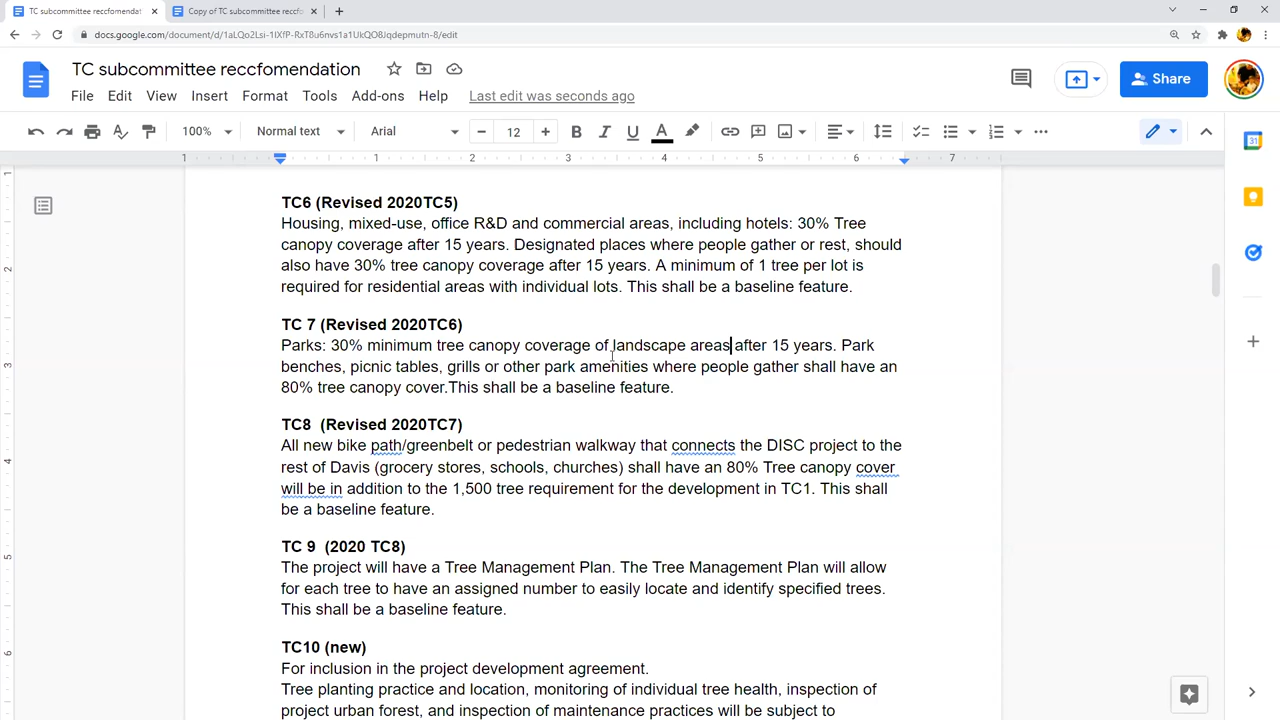 TC subcommittee reccfomendat
Copy of TC subcommittee reccfo
docs.google.com/document/d/1aLQo2Lsi-1IXfP-RxT8u6nvs1a1UkQO8Jqdepmutn-8/edit
TC subcommittee reccfomendation
Share
File Edit View Insert Format Tools Add-ons Help Last edit was seconds ago
100% Normal text Arial 12 B I U A
1 1 2 3 4 5 6 7
TC6 (Revised 2020TC5)
Housing, mixed-use, office R&D and commercial areas, including hotels: 30% Tree
canopy coverage after 15 years. Designated places where people gather or rest, should
also have 30% tree canopy coverage after 15 years. A minimum of 1 tree per lot is
required for residential areas with individual lots. This shall be a baseline feature.
TC 7 (Revised 2020TC6)
Parks: 30% minimum tree canopy coverage of landscape areas after 15 years. Park
benches, picnic tables, grills or other park amenities where people gather shall have an
80% tree canopy cover.This shall be a baseline feature.
TC8 (Revised 2020TC7)
All new bike path/greenbelt or pedestrian walkway that connects the DISC project to the
rest of Davis (grocery stores, schools, churches) shall have an 80% Tree canopy cover
will be in addition to the 1,500 tree requirement for the development in TC1. This shall
be a baseline feature.
TC 9 (2020 TC8)
The project will have a Tree Management Plan. The Tree Management Plan will allow
for each tree to have an assigned number to easily locate and identify specified trees.
This shall be a baseline feature.
TC10 (new)
For inclusion in the project development agreement.
Tree planting practice and location, monitoring of individual tree health, inspection of
project urban forest, and inspection of maintenance practices will be subject to